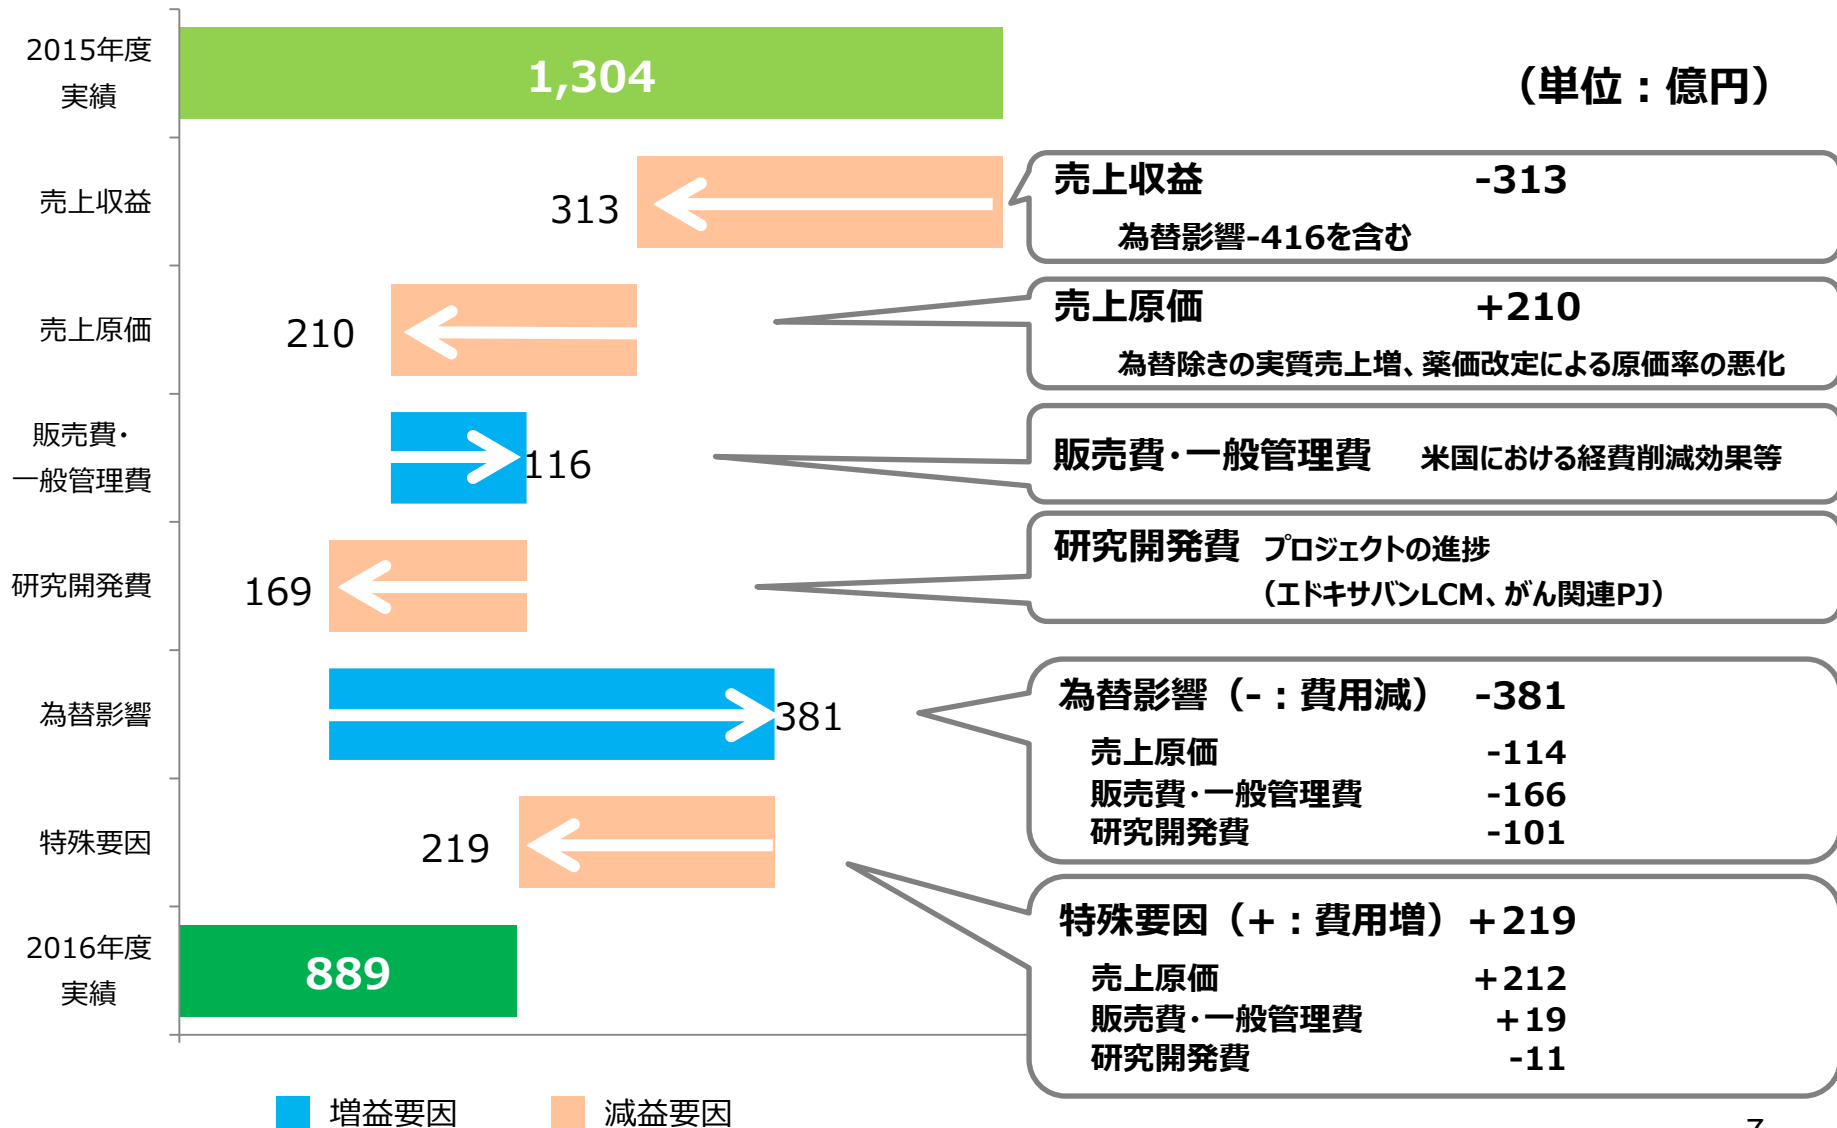 2015年度
実績
1,304
（単位：億円）
売上収益
313
売上収益 -313
為替影響-416を含む
売上原価
210
売上原価 +210
為替除きの実質売上増、薬価改定による原価率の悪化
販売費・
一般管理費
116
販売費・一般管理費 米国における経費削減効果等
研究開発費
169
研究開発費 プロジェクトの進捗
（エドキサバンLCM、がん関連PJ）
為替影響
381
為替影響（-：費用減） -381
売上原価 -114
販売費・一般管理費 -166
研究開発費 -101
特殊要因
219
特殊要因（+：費用増）+219
売上原価 +212
販売費・一般管理費 +19
研究開発費 -11
2016年度
実績
889
増益要因 減益要因
7